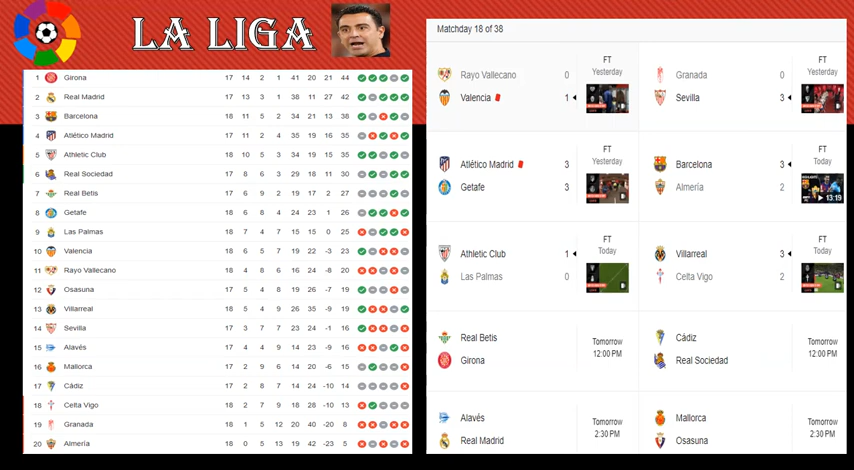 LA LIGA
1 Girona 17 14 2 1 41 20 21 44
2 Real Madrid 17 13 3 1 38 11 27 42
3 Barcelona 18 11 5 2 34 21 13 38
4 Atlético Madrid 17 11 2 4 35 19 16 35
5 Athletic Club 18 10 5 3 34 19 15 35
6 Real Sociedad 17 8 6 3 29 18 11 30
7 Real Betis 17 6 9 2 19 17 2 27
8 Getafe 18 6 8 4 24 23 1 26
9 Las Palmas 18 7 4 7 15 15 0 25
10 Valencia 18 6 5 7 19 22 -3 23
11 Rayo Vallecano 18 4 8 6 16 24 -8 20
12 Osasuna 17 5 4 8 19 26 -7 19
13 Villarreal 18 5 4 9 26 35 -9 19
14 Sevilla 17 3 7 7 23 24 -1 16
15 Alavés 17 4 4 9 14 23 -9 16
16 Mallorca 17 2 9 6 14 20 -6 15
17 Cádiz 17 2 8 7 14 24 -10 14
18 Celta Vigo 18 2 7 9 18 28 -10 13
19 Granada 18 1 5 12 20 40 -20 8
20 Almería 18 0 5 13 19 42 -23 5
Matchday 18 of 38
Rayo Vallecano 0
Valencia 1
FT
Yesterday
Granada 0
Sevilla 3
FT
Yesterday
Atlético Madrid 3
Getafe 3
FT
Yesterday
Barcelona 3
Almería 2
FT
Today
13:19
Athletic Club 1
Las Palmas 0
FT
Today
Villarreal 3
Celta Vigo 2
FT
Today
Real Betis
Girona
Tomorrow
12:00 PM
Cádiz
Real Sociedad
Tomorrow
12:00 PM
Alavés
Real Madrid
Tomorrow
2:30 PM
Mallorca
Osasuna
Tomorrow
2:30 PM